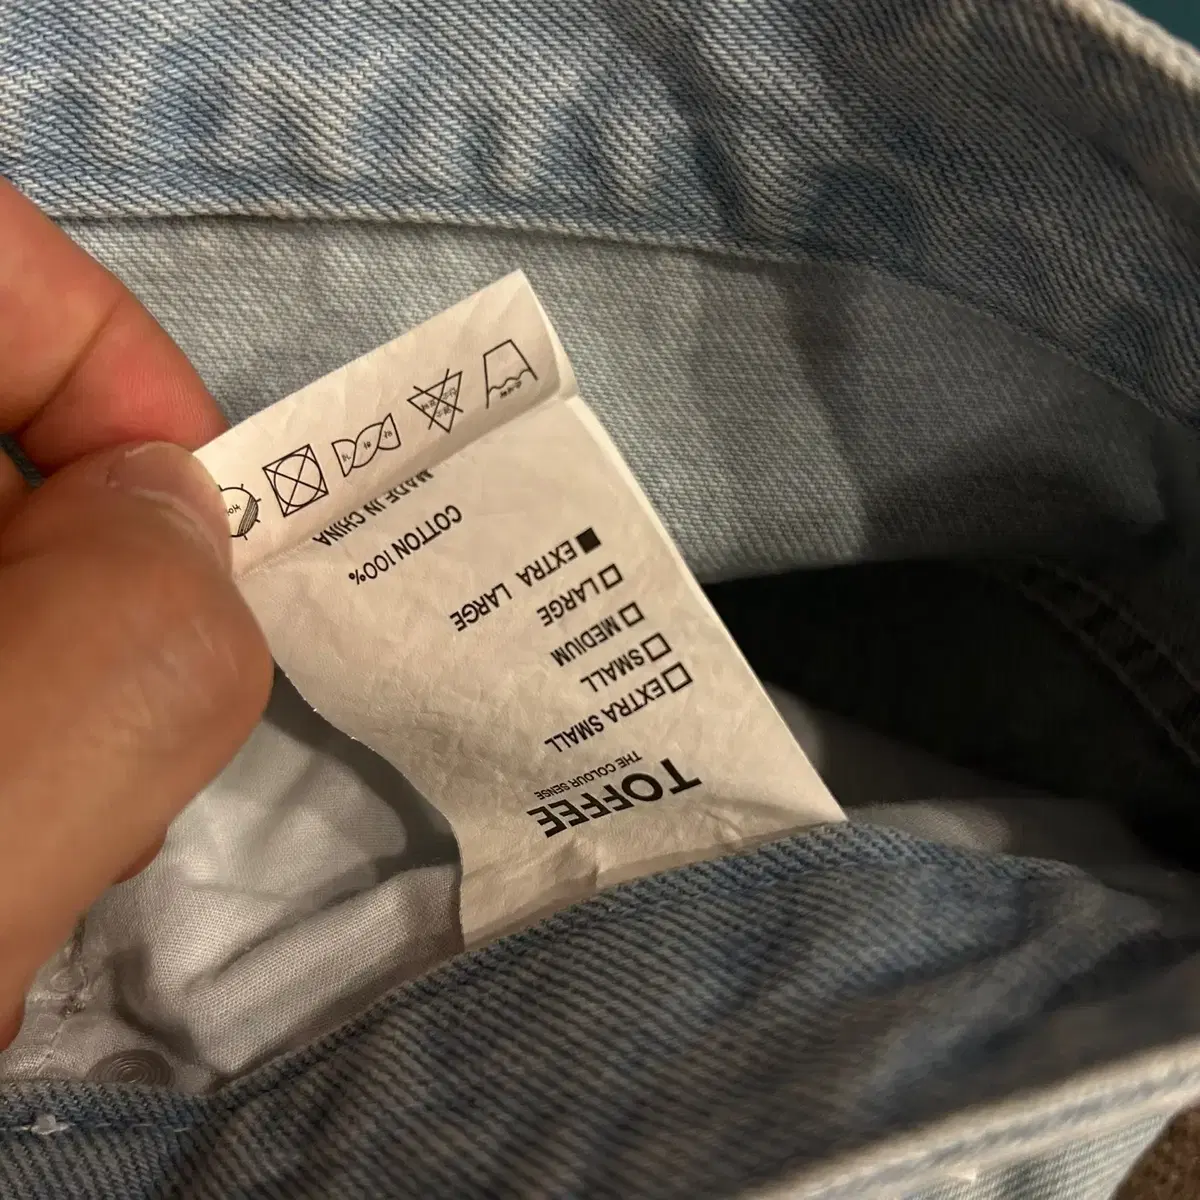 TOFFEE
THE COLOUR SENSE
□EXTRA SMALL
□SMALL
□MEDIUM
□LARGE
■EXTRA LARGE
COTTON 100%
MADE IN CHINA